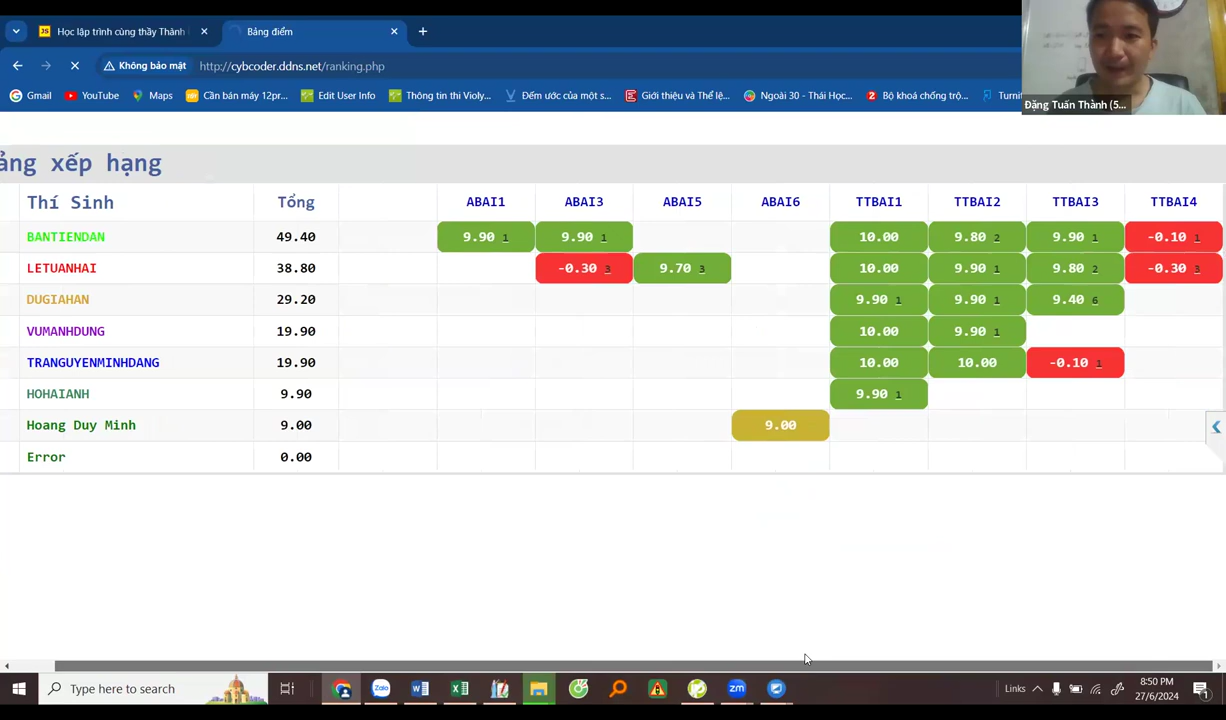 Học lập trình cùng thầy Thành
Bảng điểm
Không bảo mật
http://cybcoder.ddns.net/ranking.php
Gmail
YouTube
Maps
Cần bán máy 12pr...
Edit User Info
Thông tin thi Violy...
Đếm ước của một s...
Giới thiệu và Thể lệ...
Ngoài 30 - Thái Học...
Bộ khoá chống trộ...
Turnit
Đặng Tuấn Thành (5...
ảng xếp hạng
Thí Sinh Tổng ABAI1 ABAI3 ABAI5 ABAI6 TTBAI1 TTBAI2 TTBAI3 TTBAI4
BANTIENDAN 49.40 9.90 1 9.90 1 10.00 9.80 2 9.90 1 -0.10 1
LETUANHAI 38.80 -0.30 3 9.70 3 10.00 9.90 1 9.80 2 -0.30 3
DUGIAHAN 29.20 9.90 1 9.90 1 9.40 6
VUMANHDUNG 19.90 10.00 9.90 1
TRANGUYENMINHDANG 19.90 10.00 10.00 -0.10 1
HOHAIANH 9.90 9.90 1
Hoang Duy Minh 9.00 9.00
Error 0.00
Type here to search
Zalo
zm
Links
8:50 PM
27/6/2024
1